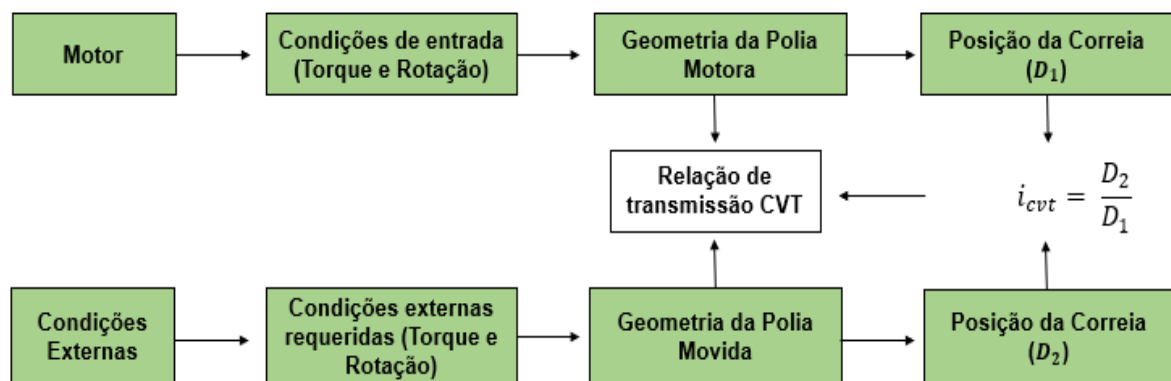 Motor
Condições de entrada
(Torque e Rotação)
Geometria da Polia
Motora
Posição da Correia
(D₁)
Relação de
transmissão CVT
i_cvt = D₂ / D₁
Condições
Externas
Condições externas
requeridas (Torque e
Rotação)
Geometria da Polia
Movida
Posição da Correia
(D₂)